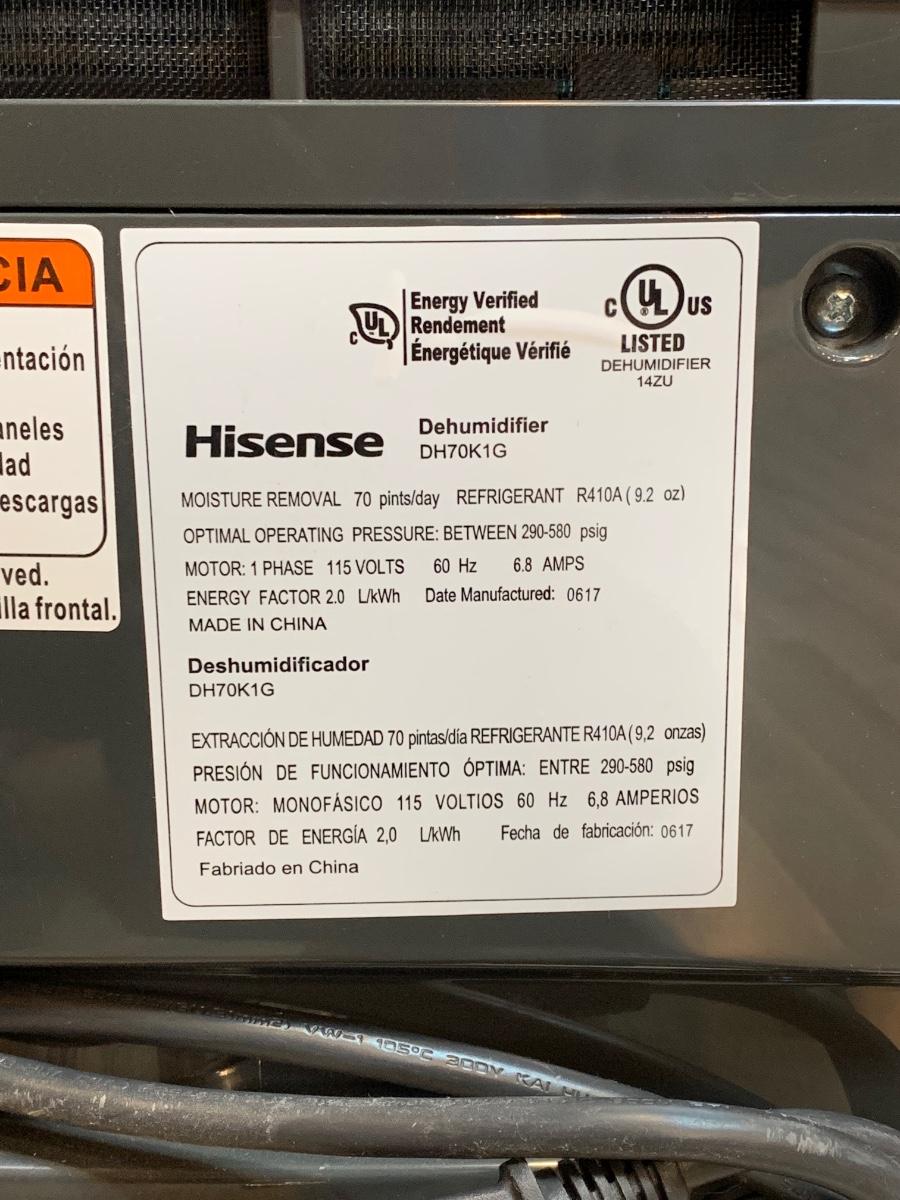 CIA
entación
aneles
dad
escargas
ved.
illa frontal.
C UL
Energy Verified
Rendement
Énergétique Vérifié
C UL ® US
LISTED
DEHUMIDIFIER
14ZU
Hisense
Dehumidifier
DH70K1G
MOISTURE REMOVAL 70 pints/day REFRIGERANT R410A ( 9.2 oz)
OPTIMAL OPERATING PRESSURE: BETWEEN 290-580 psig
MOTOR: 1 PHASE 115 VOLTS 60 Hz 6.8 AMPS
ENERGY FACTOR 2.0 L/kWh Date Manufactured: 0617
MADE IN CHINA
Deshumidificador
DH70K1G
EXTRACCIÓN DE HUMEDAD 70 pintas/día REFRIGERANTE R410A ( 9,2 onzas)
PRESIÓN DE FUNCIONAMIENTO ÓPTIMA: ENTRE 290-580 psig
MOTOR: MONOFÁSICO 115 VOLTIOS 60 Hz 6,8 AMPERIOS
FACTOR DE ENERGÍA 2,0 L/kWh Fecha de fabricación: 0617
Fabriado en China
mm2) VW-1 105°C 300V KAI HU